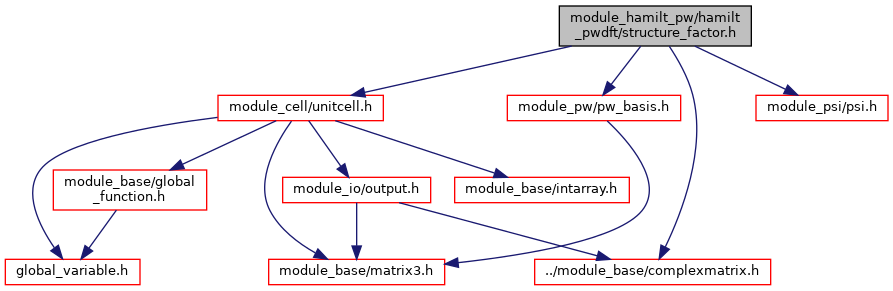 module_hamilt_pw/hamilt
_pwdft/structure_factor.h
module_cell/unitcell.h
module_pw/pw_basis.h
module_psi/psi.h
module_base/global
_function.h
module_io/output.h
module_base/intarray.h
global_variable.h
module_base/matrix3.h
../module_base/complexmatrix.h